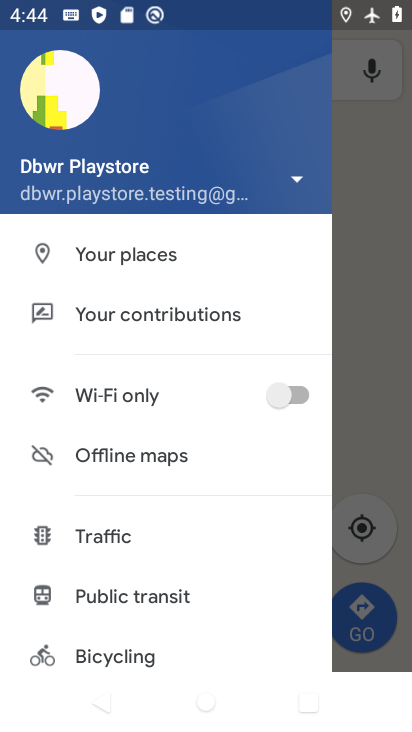 4:44
Dbwr Playstore
dbwr.playstore.testing@g...
Your places
Your contributions
Wi-Fi only
Offline maps
Traffic
Public transit
Bicycling
GO